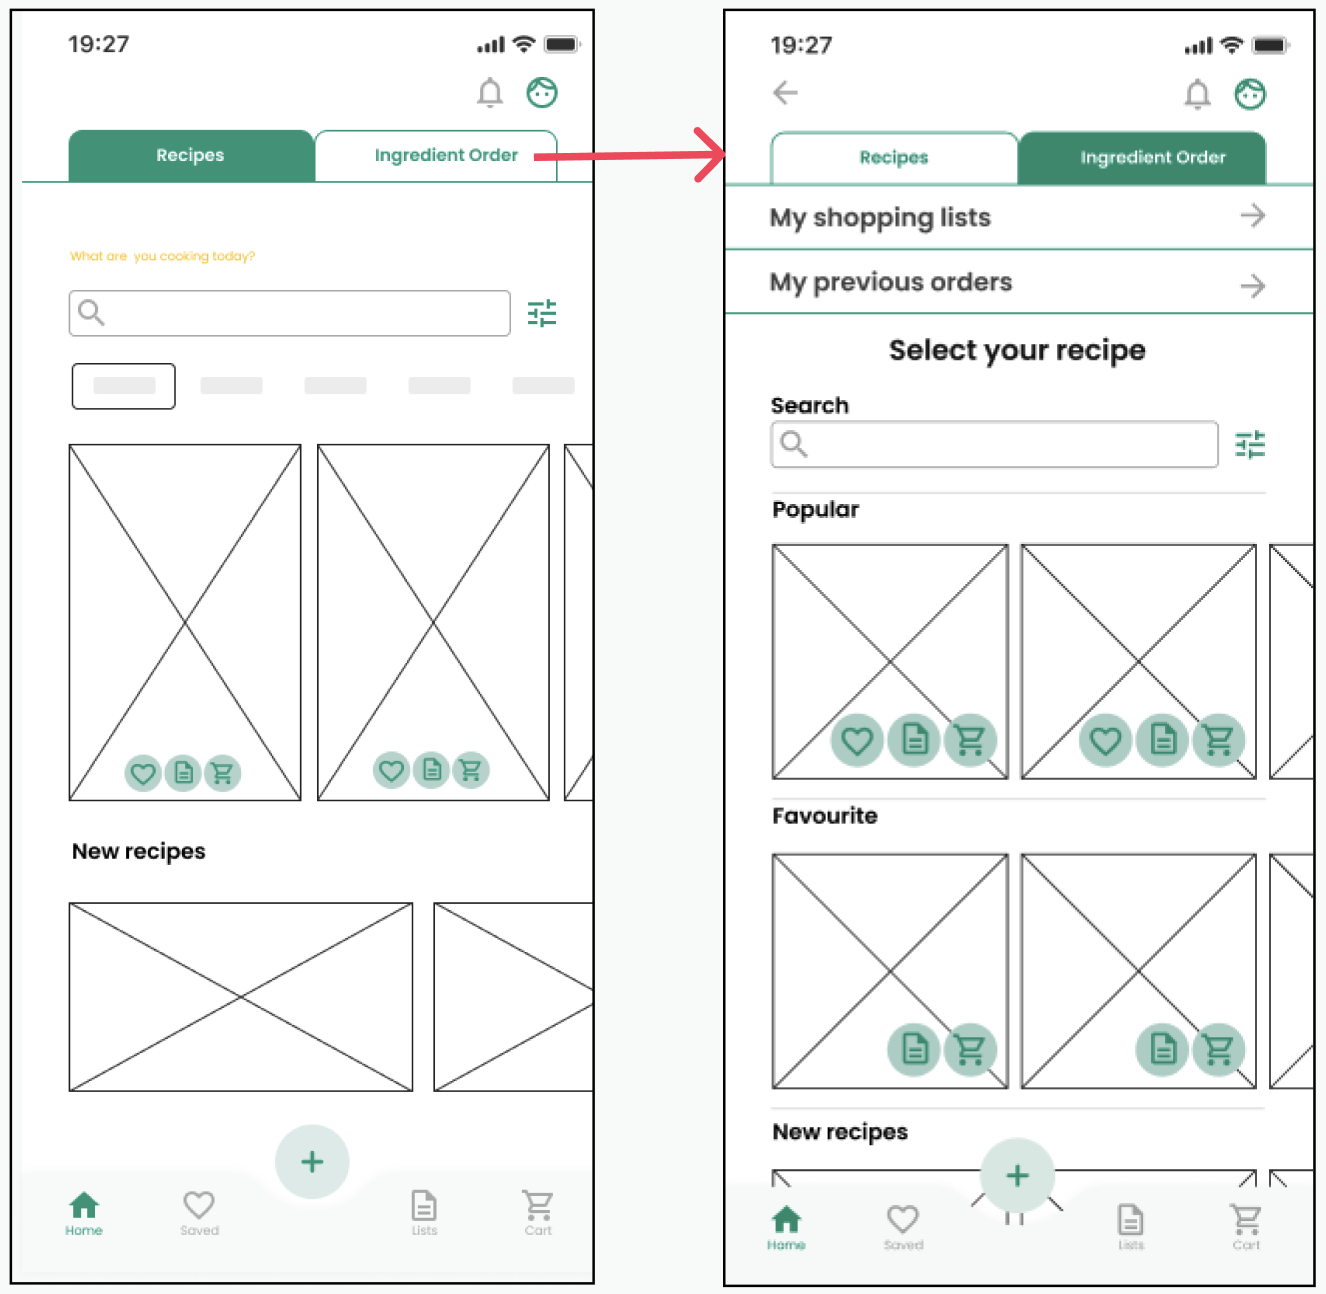 19:27
Recipes
Ingredient Order
What are you cooking today?
New recipes
Home
Saved
Lists
Cart
19:27
Recipes
Ingredient Order
My shopping lists
My previous orders
Select your recipe
Search
Popular
Favourite
New recipes
Home
Saved
Lists
Cart